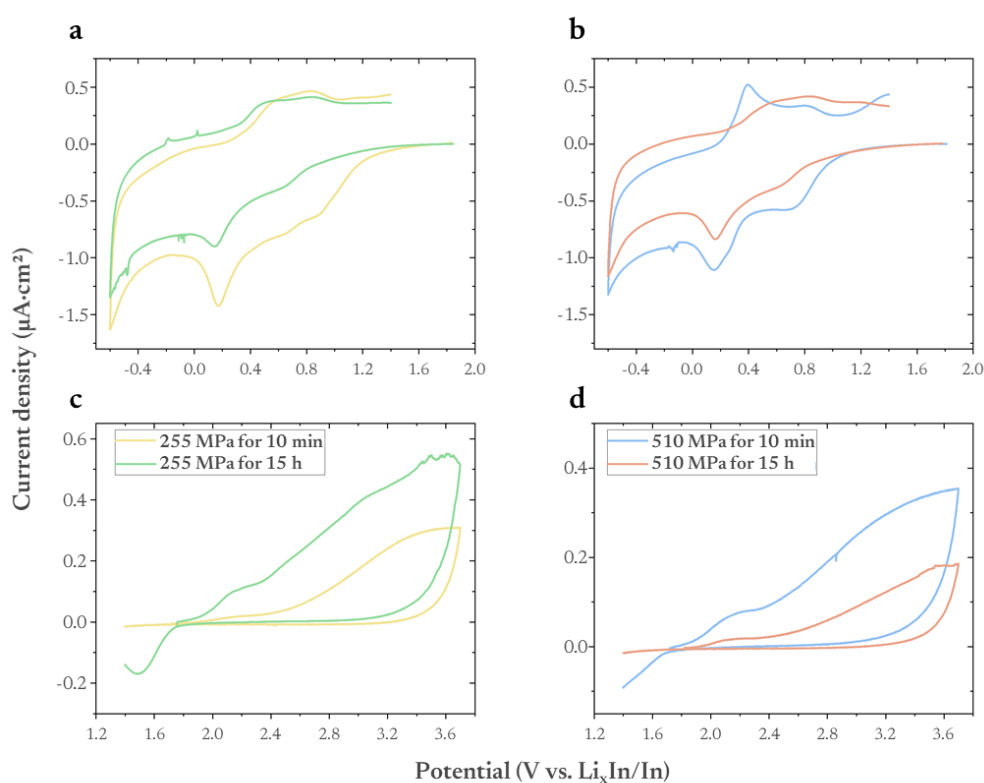 a
b
0.5
0.0
-0.5
-1.0
-1.5
-0.4 0.0 0.4 0.8 1.2 1.6 2.0
0.5
0.0
-0.5
-1.0
-1.5
-0.4 0.0 0.4 0.8 1.2 1.6 2.0
Current density (µA·cm²)
c
d
255 MPa for 10 min
255 MPa for 15 h
0.6
0.4
0.2
0.0
-0.2
1.2 1.6 2.0 2.4 2.8 3.2 3.6
510 MPa for 10 min
510 MPa for 15 h
0.4
0.2
0.0
1.2 1.6 2.0 2.4 2.8 3.2 3.6
Potential (V vs. LiₓIn/In)